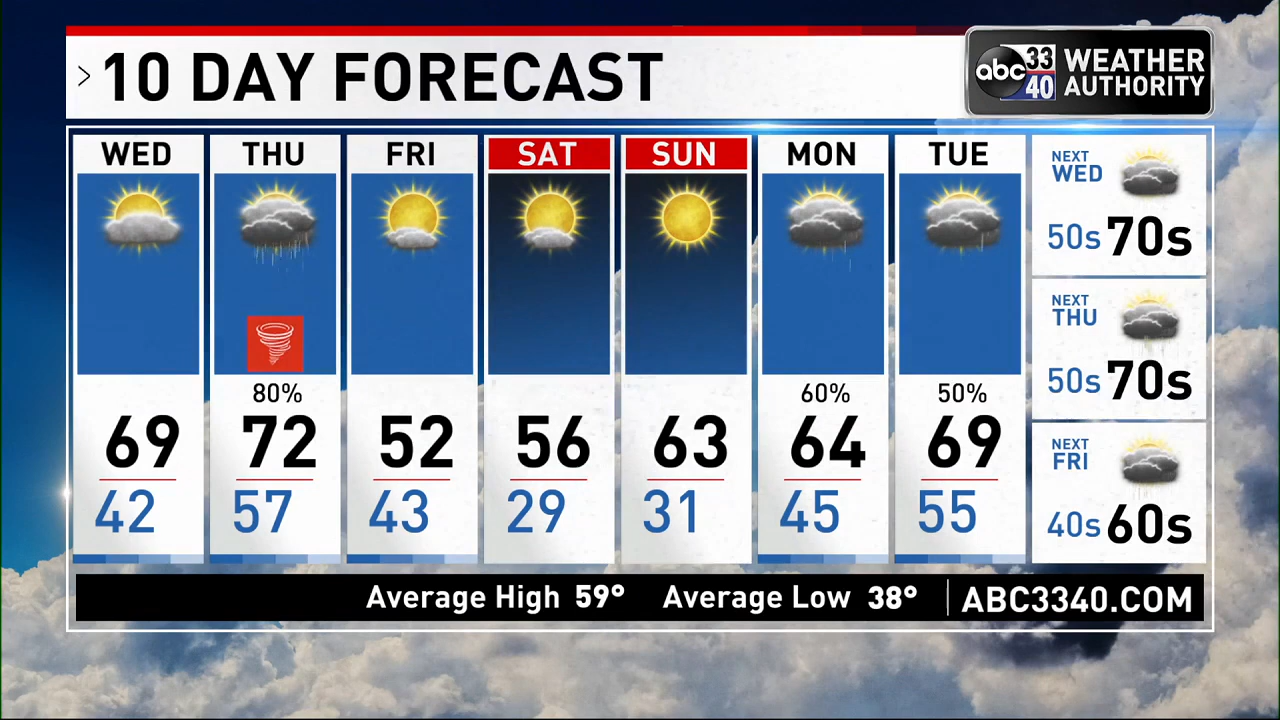 > 10 DAY FORECAST
abc 33 40 WEATHER AUTHORITY
WED THU FRI SAT SUN MON TUE
80% 60% 50%
69 72 52 56 63 64 69
42 57 43 29 31 45 55
NEXT
WED
50s 70s
NEXT
THU
50s 70s
NEXT
FRI
40s 60s
Average High 59° Average Low 38° ABC3340.COM